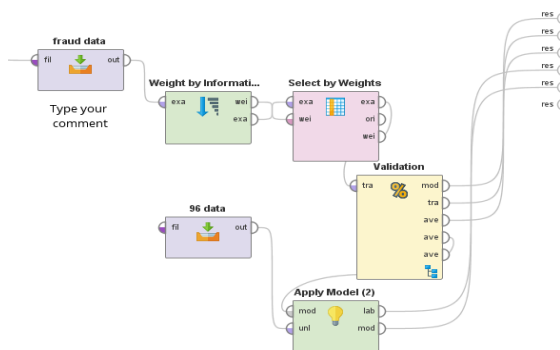 fraud data
fil out
Type your
comment
Weight by Informati...
exa wei
exa
Select by Weights
exa exa
wei ori
wei
Validation
tra mod
tra
ave
ave
ave
96 data
fil out
Apply Model (2)
mod lab
unl mod
res
res
res
res
res
res